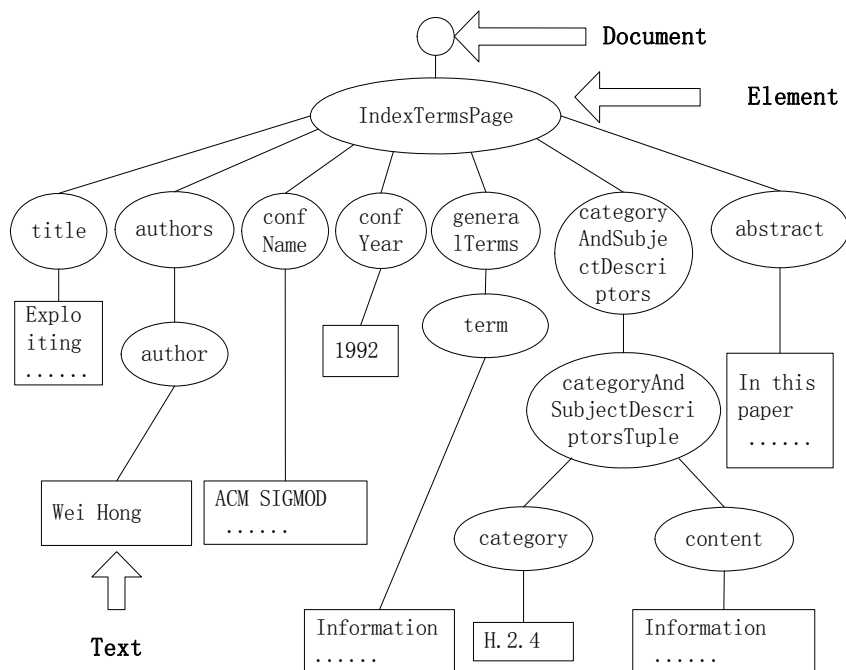 Document
Element
IndexTermsPage
title
authors
conf
Name
conf
Year
genera
lTerms
category
AndSubje
ctDescri
ptors
abstract
Explo
iting
......
author
1992
term
categoryAnd
SubjectDescri
ptorsTuple
In this
paper
......
Wei Hong
ACM SIGMOD
......
category
content
Text
Information
......
H.2.4
Information
......